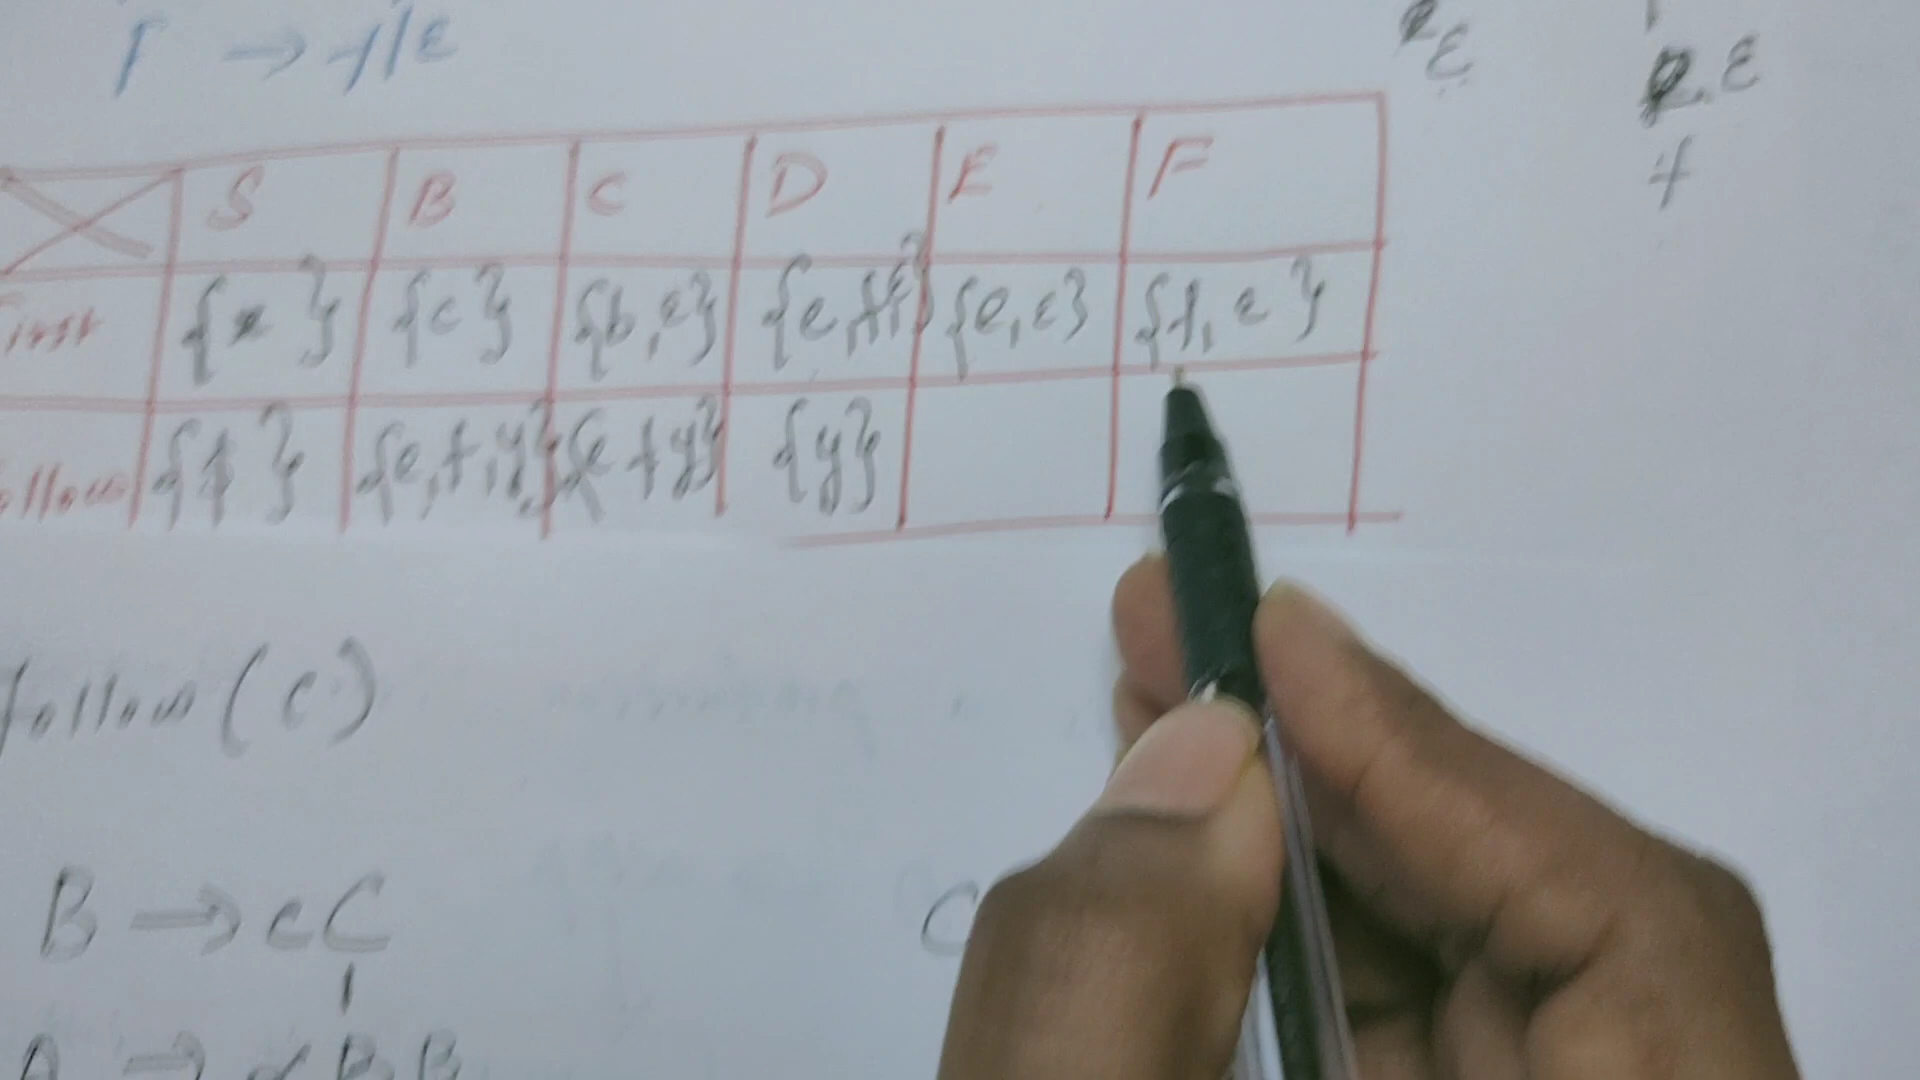 F → f/ε
ε
ε
f
S B C D E F
First {x} {c} {b, ε} {e, f, ε} {e, ε} {f, ε}
Follow {$} {e, f, y} {e f y} {y}
follow(C)
B → cC C
A → α B β